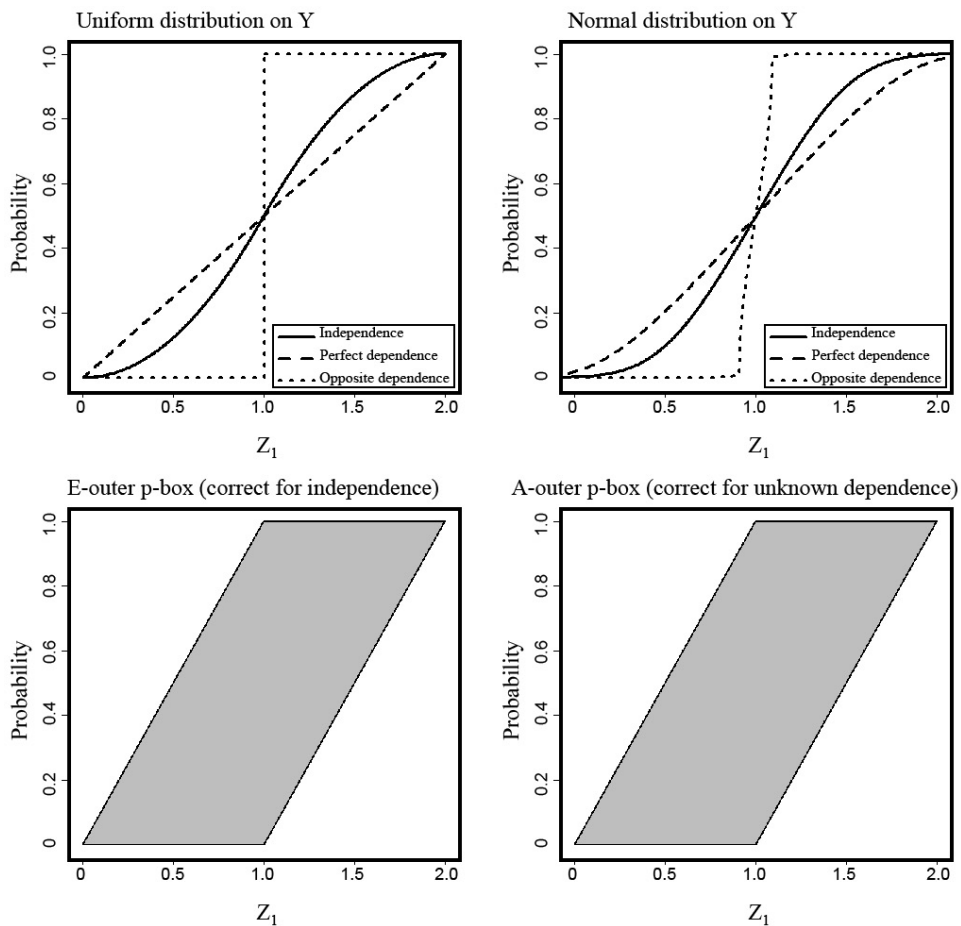 Uniform distribution on Y
Probability
1.0
0.8
0.6
0.4
0.2
0
Independence
Perfect dependence
Opposite dependence
0 0.5 1.0 1.5 2.0
Z1
Normal distribution on Y
Probability
1.0
0.8
0.6
0.4
0.2
0
Independence
Perfect dependence
Opposite dependence
0 0.5 1.0 1.5 2.0
Z1
E-outer p-box (correct for independence)
Probability
1.0
0.8
0.6
0.4
0.2
0
0 0.5 1.0 1.5 2.0
Z1
A-outer p-box (correct for unknown dependence)
Probability
1.0
0.8
0.6
0.4
0.2
0
0 0.5 1.0 1.5 2.0
Z1